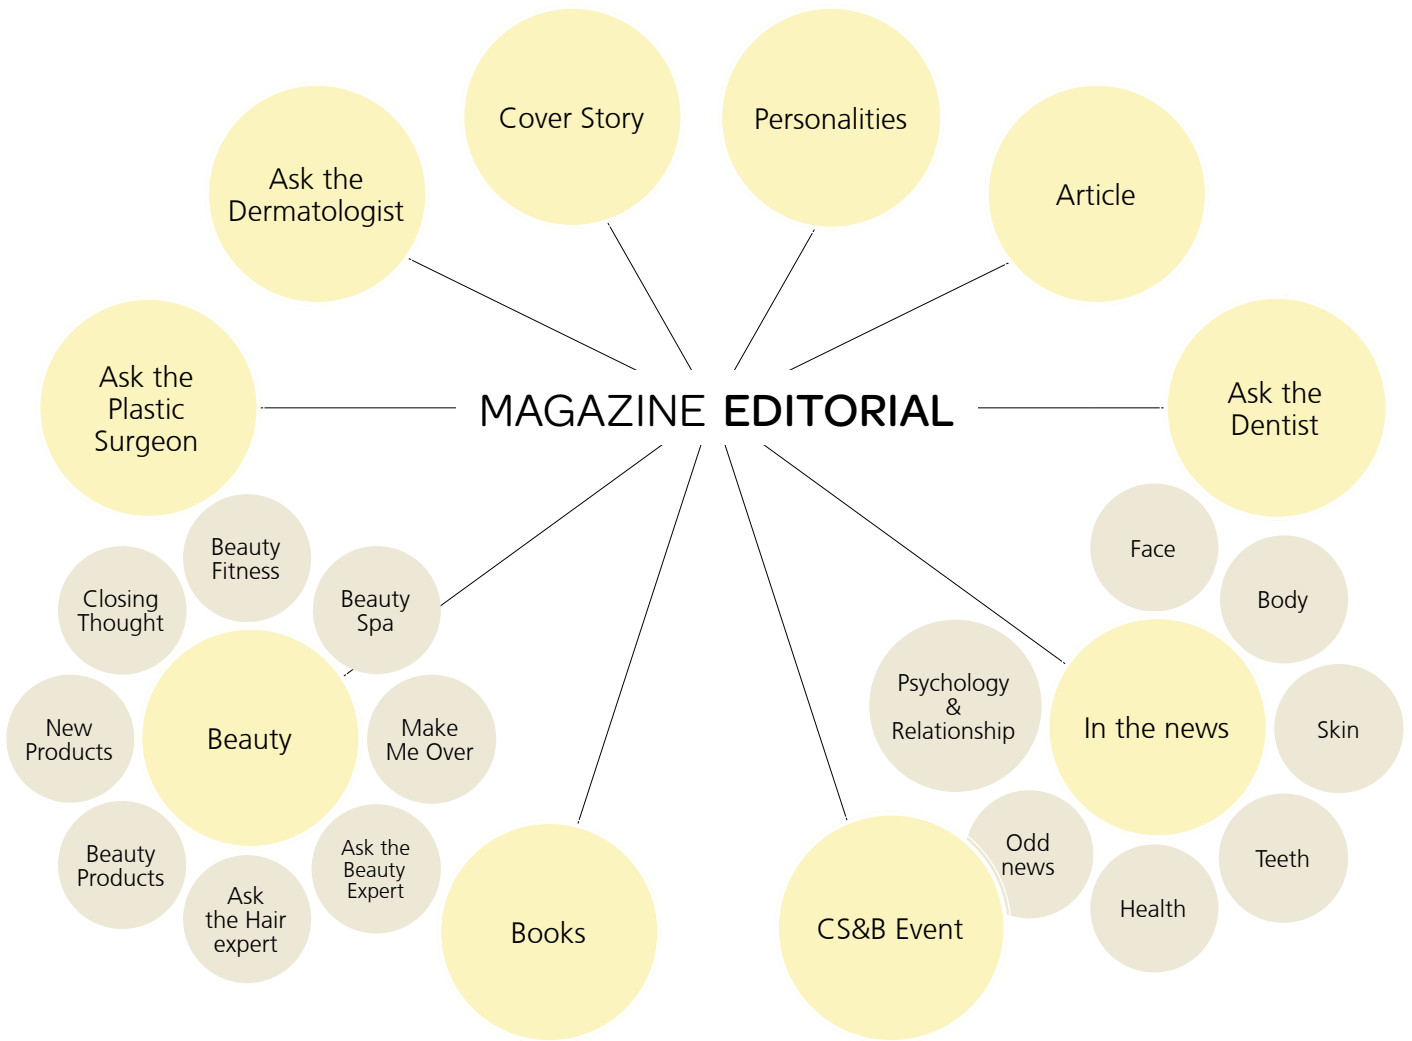 Cover Story
Personalities
Ask the
Dermatologist
Article
Ask the
Plastic
Surgeon
MAGAZINE EDITORIAL
Ask the
Dentist
Beauty
Fitness
Closing
Thought
Beauty
Spa
New
Products
Beauty
Make
Me Over
Beauty
Products
Ask
the Hair
expert
Ask the
Beauty
Expert
Books
CS&B Event
Face
Body
Psychology
&
Relationship
In the news
Skin
Odd
news
Health
Teeth